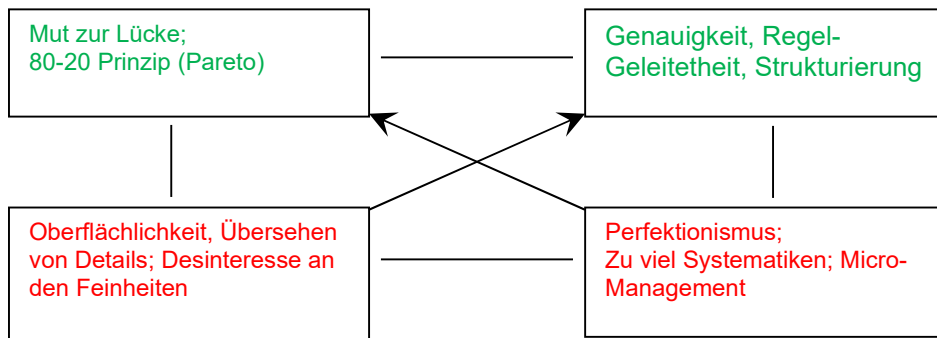 Mut zur Lücke;
80-20 Prinzip (Pareto)
Genauigkeit, Regel-
Geleitetheit, Strukturierung
Oberflächlichkeit, Übersehen
von Details; Desinteresse an
den Feinheiten
Perfektionismus;
Zu viel Systematiken; Micro-
Management